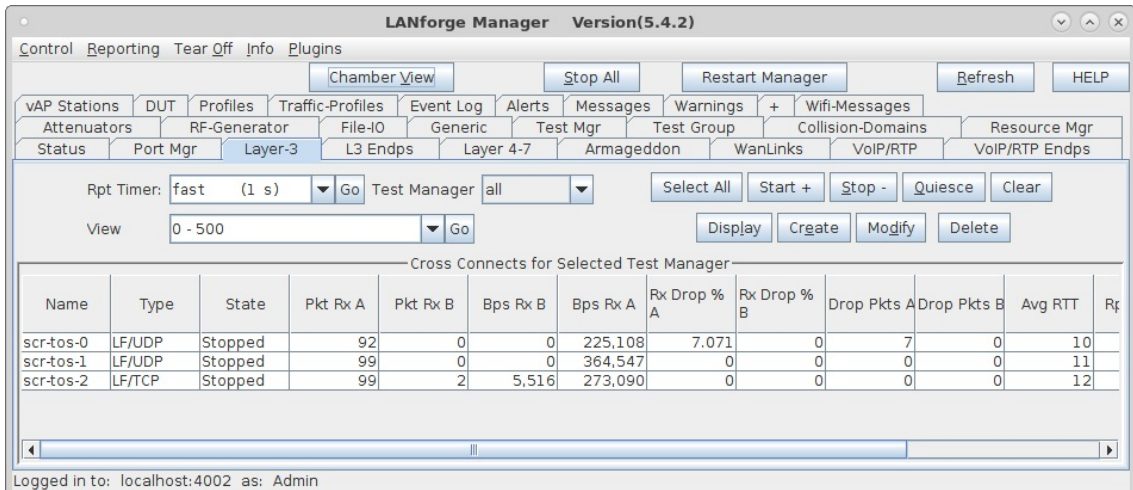 LANforge Manager Version(5.4.2)
Control Reporting Tear Off Info Plugins
Chamber View Stop All Restart Manager Refresh HELP
vAP Stations DUT Profiles Traffic-Profiles Event Log Alerts Messages Warnings + Wifi-Messages
Attenuators RF-Generator File-IO Generic Test Mgr Test Group Collision-Domains Resource Mgr
Status Port Mgr Layer-3 L3 Endps Layer 4-7 Armageddon WanLinks VoIP/RTP VoIP/RTP Endps
Rpt Timer: fast (1 s) Go Test Manager all Select All Start + Stop - Quiesce Clear
View 0 - 500 Go Display Create Modify Delete
Cross Connects for Selected Test Manager
Name Type State Pkt Rx A Pkt Rx B Bps Rx B Bps Rx A Rx Drop % A Rx Drop % B Drop Pkts A Drop Pkts B Avg RTT
scr-tos-0 LF/UDP Stopped 92 0 0 225,108 7.071 0 7 0 10
scr-tos-1 LF/UDP Stopped 99 0 0 364,547 0 0 0 0 11
scr-tos-2 LF/TCP Stopped 99 2 5,516 273,090 0 0 0 0 12
Logged in to: localhost:4002 as: Admin